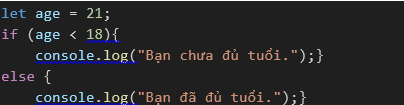 let age = 21;
if (age < 18){
    console.log("Bạn chưa đủ tuổi.");}
else {
    console.log("Bạn đã đủ tuổi.");}